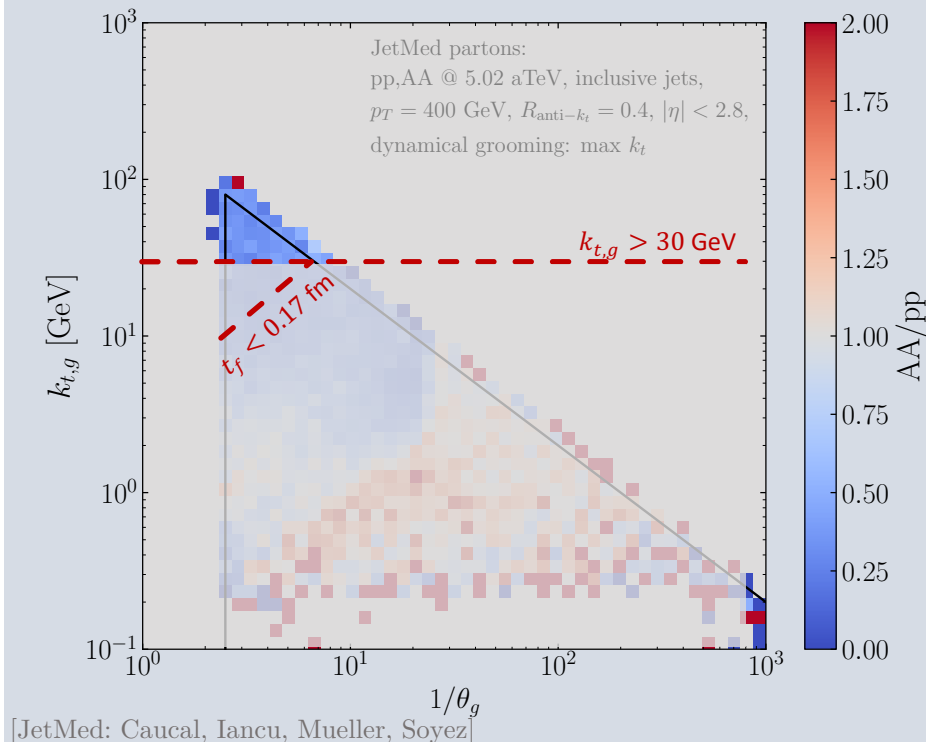 10³
JetMed partons:
pp,AA @ 5.02 aTeV, inclusive jets,
p_T = 400 GeV, R_{anti−k_t} = 0.4, |η| < 2.8,
dynamical grooming: max k_t
10²
k_{t,g} > 30 GeV
t_f < 0.17 fm
10¹
k_{t,g} [GeV]
10⁰
10⁻¹
10⁰ 10¹ 10² 10³
1/θ_g
2.00
1.75
1.50
1.25
1.00
0.75
0.50
0.25
0.00
AA/pp
[JetMed: Caucal, Iancu, Mueller, Soyez]